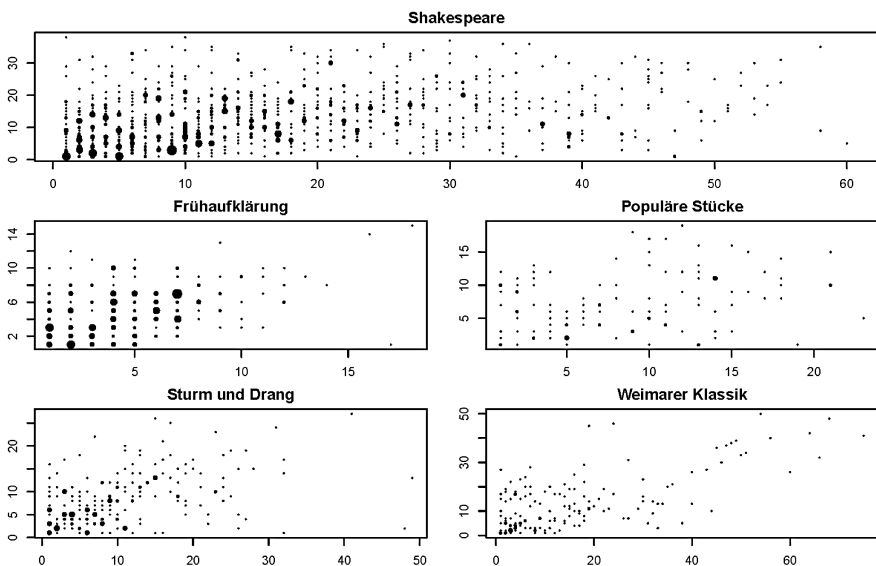 Shakespeare
0 10 20 30
0 10 20 30 40 50 60
Frühaufklärung
2 6 10 14
5 10 15
Populäre Stücke
5 10 15
5 10 15 20
Sturm und Drang
0 5 10 20
0 10 20 30 40 50
Weimarer Klassik
0 10 30 50
0 20 40 60